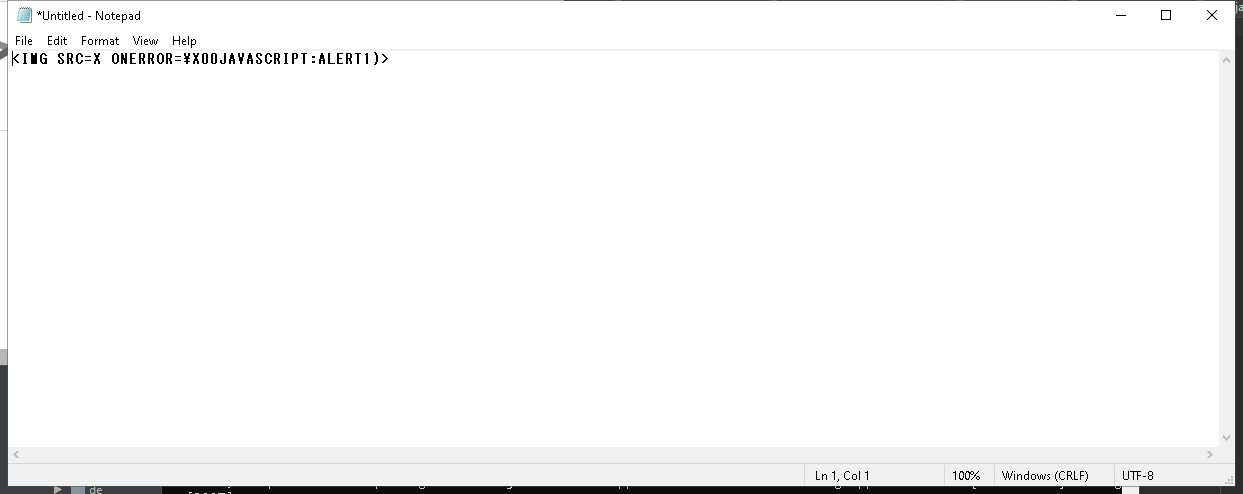 *Untitled - Notepad
File Edit Format View Help
<IMG SRC=X ONERROR=¥X00JAVASCRIPT:ALERT1)>
Ln 1, Col 1 100% Windows (CRLF) UTF-8
de